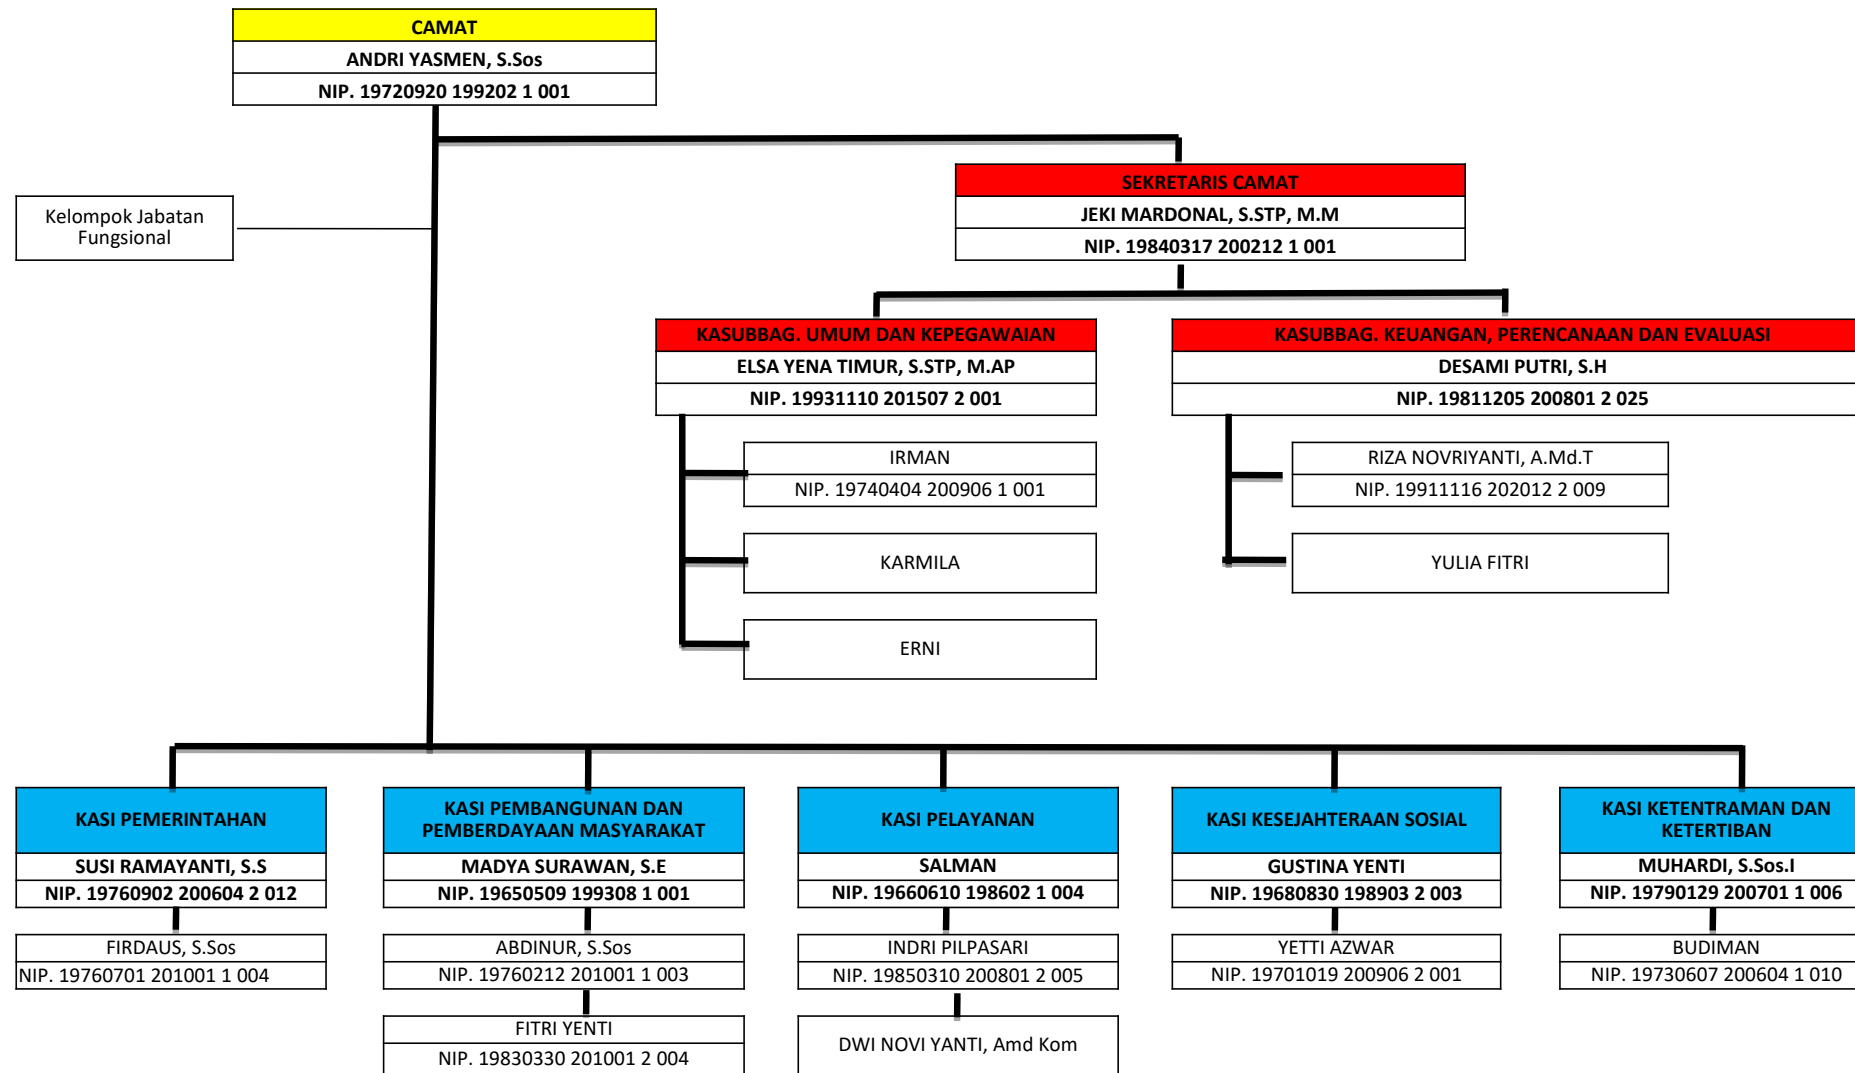 CAMAT
ANDRI YASMEN, S.Sos
NIP. 19720920 199202 1 001
SEKRETARIS CAMAT
JEKI MARDONAL, S.STP, M.M
NIP. 19840317 200212 1 001
Kelompok Jabatan
Fungsional
KASUBBAG. UMUM DAN KEPEGAWAIAN
ELSA YENA TIMUR, S.STP, M.AP
NIP. 19931110 201507 2 001
IRMAN
NIP. 19740404 200906 1 001
KARMILA
ERNI
KASUBBAG. KEUANGAN, PERENCANAAN DAN EVALUASI
DESAMI PUTRI, S.H
NIP. 19811205 200801 2 025
RIZA NOVRIYANTI, A.Md.T
NIP. 19911116 202012 2 009
YULIA FITRI
KASI PEMERINTAHAN
SUSI RAMAYANTI, S.S
NIP. 19760902 200604 2 012
FIRDAUS, S.Sos
NIP. 19760701 201001 1 004
KASI PEMBANGUNAN DAN
PEMBERDAYAAN MASYARAKAT
MADYA SURAWAN, S.E
NIP. 19650509 199308 1 001
ABDINUR, S.Sos
NIP. 19760212 201001 1 003
FITRI YENTI
NIP. 19830330 201001 2 004
KASI PELAYANAN
SALMAN
NIP. 19660610 198602 1 004
INDRI PILPASARI
NIP. 19850310 200801 2 005
DWI NOVI YANTI, Amd Kom
KASI KESEJAHTERAAN SOSIAL
GUSTINA YENTI
NIP. 19680830 198903 2 003
YETTI AZWAR
NIP. 19701019 200906 2 001
KASI KETENTRAMAN DAN
KETERTIBAN
MUHARDI, S.Sos.I
NIP. 19790129 200701 1 006
BUDIMAN
NIP. 19730607 200604 1 010